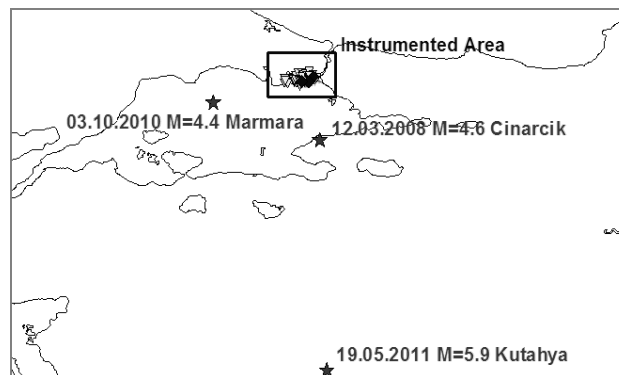 Instrumented Area
03.10.2010 M=4.4 Marmara
12.03.2008 M=4.6 Cinarcik
19.05.2011 M=5.9 Kutahya